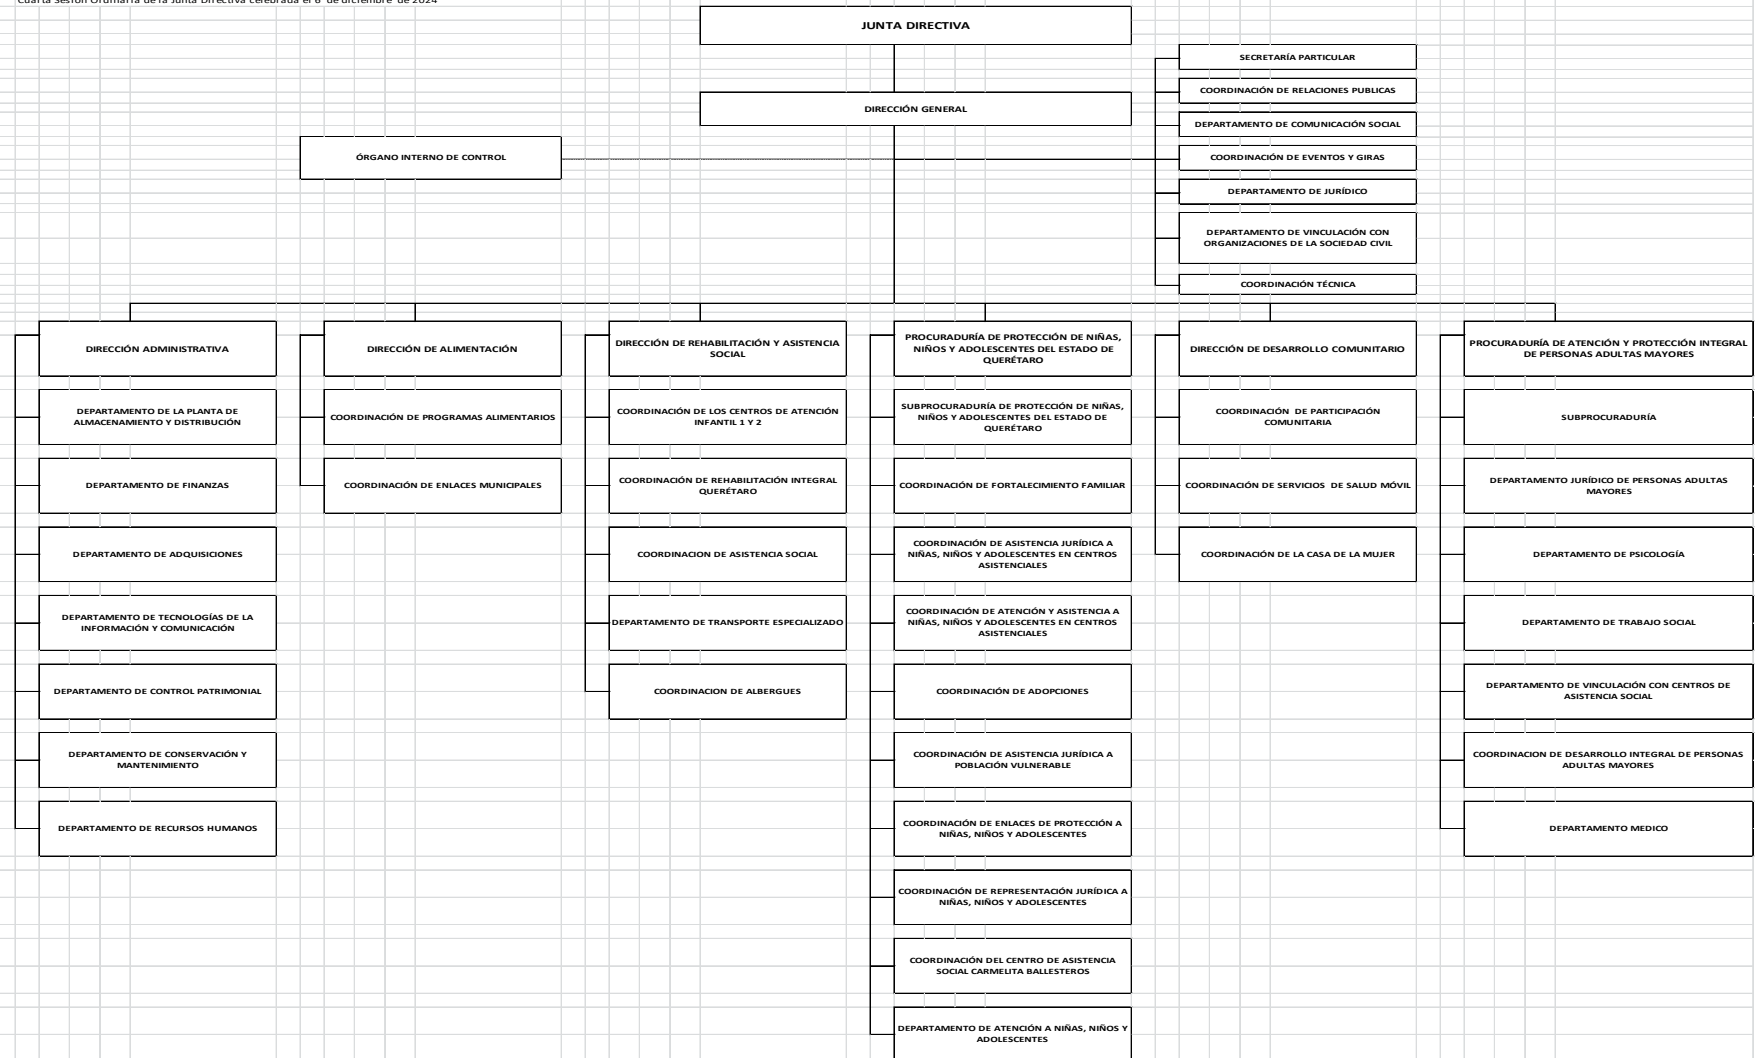 Cuarta Sesión Ordinaria de la Junta Directiva celebrada el 6 de diciembre de 2024
JUNTA DIRECTIVA
SECRETARÍA PARTICULAR
COORDINACIÓN DE RELACIONES PUBLICAS
DIRECCIÓN GENERAL
DEPARTAMENTO DE COMUNICACIÓN SOCIAL
ÓRGANO INTERNO DE CONTROL
COORDINACIÓN DE EVENTOS Y GIRAS
DEPARTAMENTO DE JURÍDICO
DEPARTAMENTO DE VINCULACIÓN CON
ORGANIZACIONES DE LA SOCIEDAD CIVIL
COORDINACIÓN TÉCNICA
DIRECCIÓN ADMINISTRATIVA
DEPARTAMENTO DE LA PLANTA DE
ALMACENAMIENTO Y DISTRIBUCIÓN
DEPARTAMENTO DE FINANZAS
DEPARTAMENTO DE ADQUISICIONES
DEPARTAMENTO DE TECNOLOGÍAS DE LA
INFORMACIÓN Y COMUNICACIÓN
DEPARTAMENTO DE CONTROL PATRIMONIAL
DEPARTAMENTO DE CONSERVACIÓN Y
MANTENIMIENTO
DEPARTAMENTO DE RECURSOS HUMANOS
DIRECCIÓN DE ALIMENTACIÓN
COORDINACIÓN DE PROGRAMAS ALIMENTARIOS
COORDINACIÓN DE ENLACES MUNICIPALES
DIRECCIÓN DE REHABILITACIÓN Y ASISTENCIA
SOCIAL
COORDINACIÓN DE LOS CENTROS DE ATENCIÓN
INFANTIL 1 Y 2
COORDINACIÓN DE REHABILITACIÓN INTEGRAL
QUERÉTARO
COORDINACION DE ASISTENCIA SOCIAL
DEPARTAMENTO DE TRANSPORTE ESPECIALIZADO
COORDINACION DE ALBERGUES
PROCURADURÍA DE PROTECCIÓN DE NIÑAS,
NIÑOS Y ADOLESCENTES DEL ESTADO DE
QUERÉTARO
SUBPROCURADURÍA DE PROTECCIÓN DE NIÑAS,
NIÑOS Y ADOLESCENTES DEL ESTADO DE
QUERÉTARO
COORDINACIÓN DE FORTALECIMIENTO FAMILIAR
COORDINACIÓN DE ASISTENCIA JURÍDICA A
NIÑAS, NIÑOS Y ADOLESCENTES EN CENTROS
ASISTENCIALES
COORDINACIÓN DE ATENCIÓN Y ASISTENCIA A
NIÑAS, NIÑOS Y ADOLESCENTES EN CENTROS
ASISTENCIALES
COORDINACIÓN DE ADOPCIONES
COORDINACIÓN DE ASISTENCIA JURÍDICA A
POBLACIÓN VULNERABLE
COORDINACIÓN DE ENLACES DE PROTECCIÓN A
NIÑAS, NIÑOS Y ADOLESCENTES
COORDINACIÓN DE REPRESENTACIÓN JURÍDICA A
NIÑAS, NIÑOS Y ADOLESCENTES
COORDINACIÓN DEL CENTRO DE ASISTENCIA
SOCIAL CARMELITA BALLESTEROS
DEPARTAMENTO DE ATENCIÓN A NIÑAS, NIÑOS Y
ADOLESCENTES
DIRECCIÓN DE DESARROLLO COMUNITARIO
COORDINACIÓN DE PARTICIPACIÓN
COMUNITARIA
COORDINACIÓN DE SERVICIOS DE SALUD MÓVIL
COORDINACIÓN DE LA CASA DE LA MUJER
PROCURADURÍA DE ATENCIÓN Y PROTECCIÓN INTEGRAL
DE PERSONAS ADULTAS MAYORES
SUBPROCURADURÍA
DEPARTAMENTO JURÍDICO DE PERSONAS ADULTAS
MAYORES
DEPARTAMENTO DE PSICOLOGÍA
DEPARTAMENTO DE TRABAJO SOCIAL
DEPARTAMENTO DE VINCULACIÓN CON CENTROS DE
ASISTENCIA SOCIAL
COORDINACION DE DESARROLLO INTEGRAL DE PERSONAS
ADULTAS MAYORES
DEPARTAMENTO MEDICO